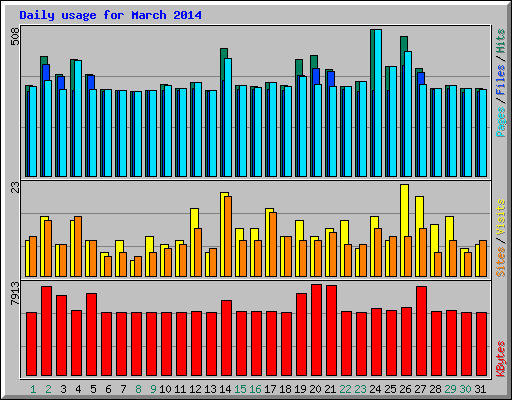 Daily usage for March 2014
508
Pages / Files / Hits
23
Sites / Visits
7913
KBytes
1 2 3 4 5 6 7 8 9 10 11 12 13 14 15 16 17 18 19 20 21 22 23 24 25 26 27 28 29 30 31